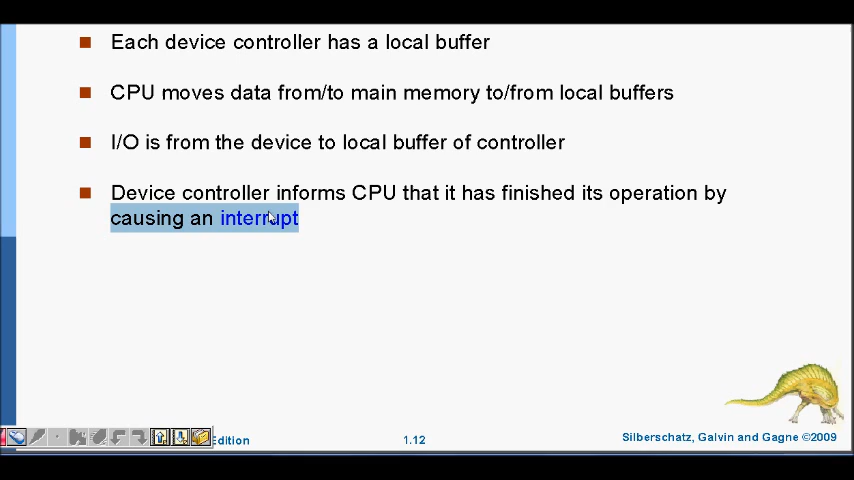 Each device controller has a local buffer
CPU moves data from/to main memory to/from local buffers
I/O is from the device to local buffer of controller
Device controller informs CPU that it has finished its operation by
causing an interrupt
Edition
1.12
Silberschatz, Galvin and Gagne ©2009